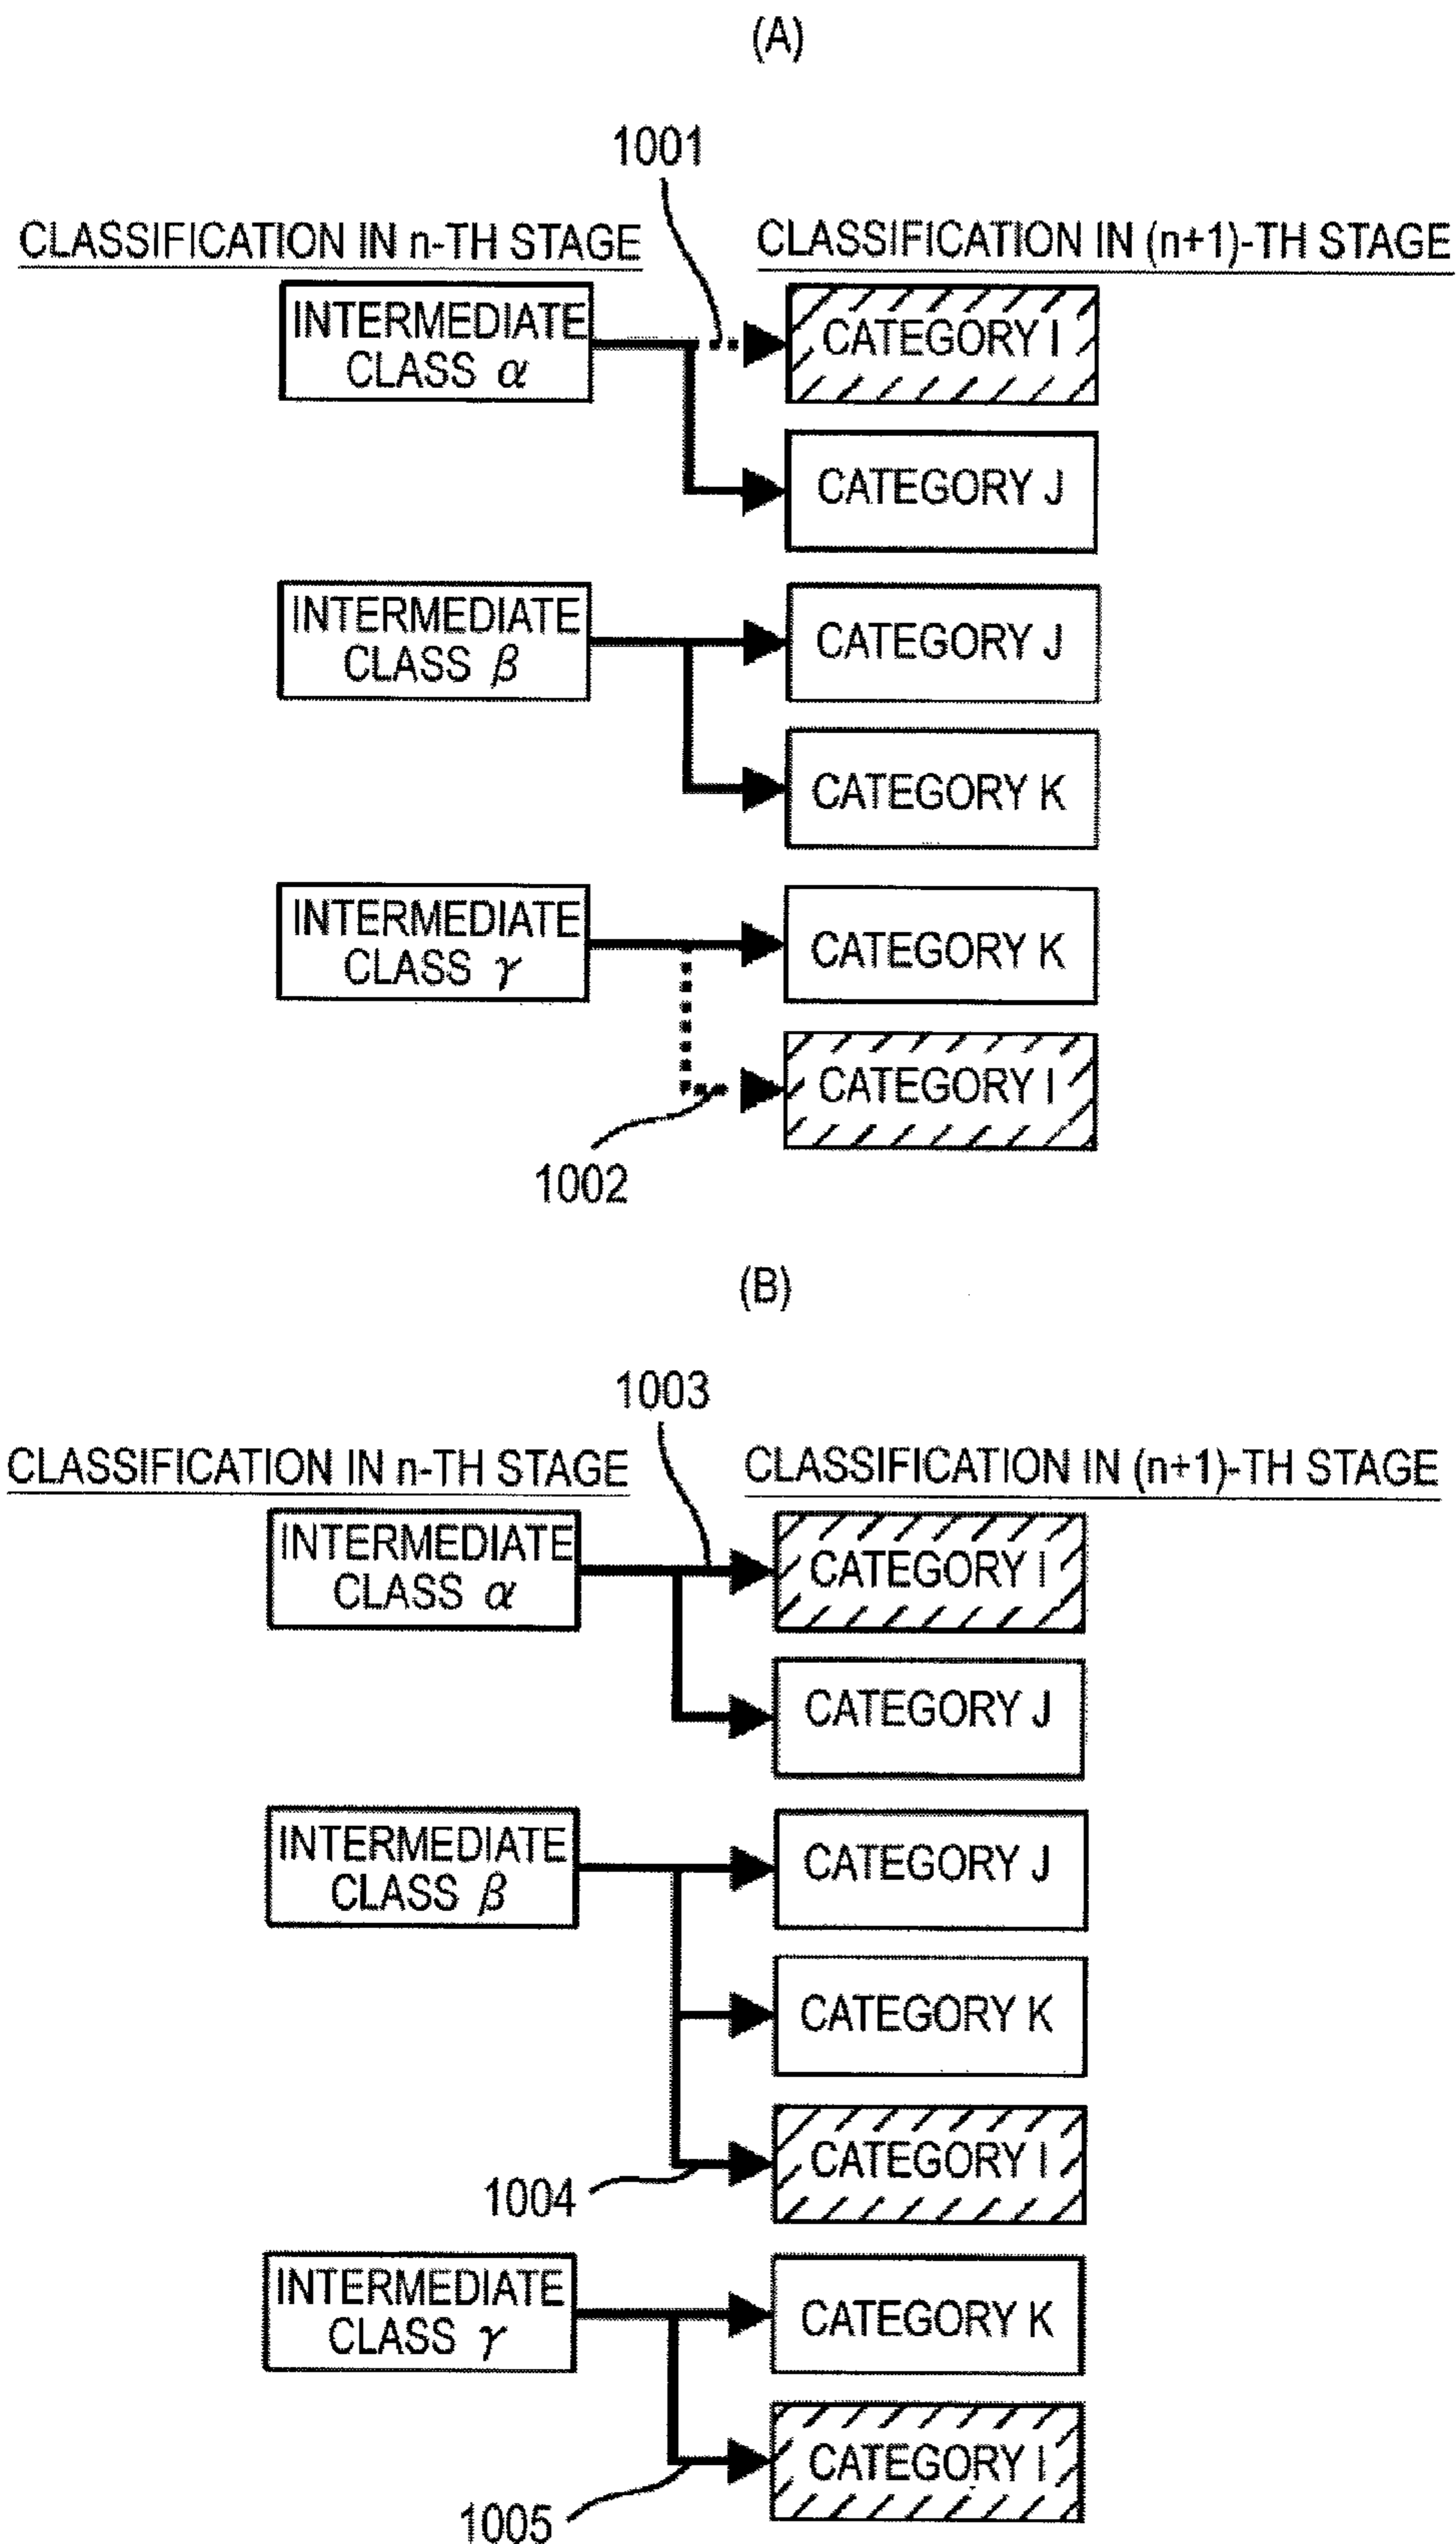 (A)
1001
CLASSIFICATION IN n-TH STAGE
CLASSIFICATION IN (n+1)-TH STAGE
INTERMEDIATE
CLASS α
CATEGORY I
CATEGORY J
INTERMEDIATE
CLASS β
CATEGORY J
CATEGORY K
INTERMEDIATE
CLASS γ
CATEGORY K
CATEGORY I
1002
(B)
1003
CLASSIFICATION IN n-TH STAGE
CLASSIFICATION IN (n+1)-TH STAGE
INTERMEDIATE
CLASS α
CATEGORY I
CATEGORY J
INTERMEDIATE
CLASS β
CATEGORY J
CATEGORY K
CATEGORY I
1004
INTERMEDIATE
CLASS γ
CATEGORY K
CATEGORY I
1005